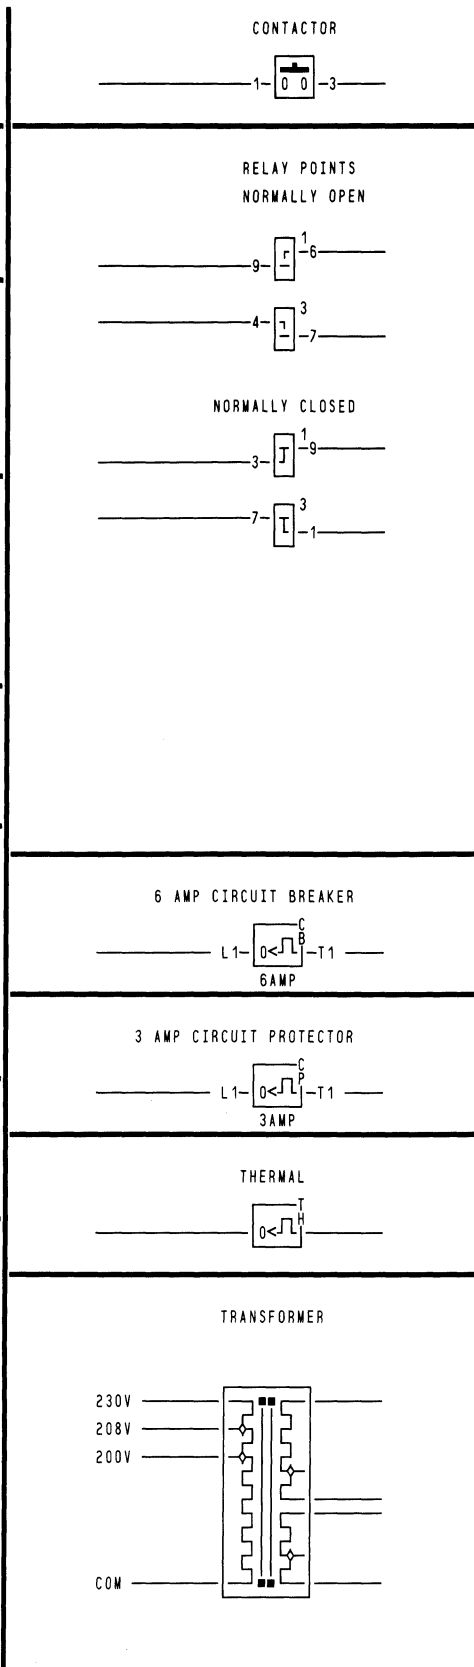 CONTACTOR
1 0 0 3
RELAY POINTS
NORMALLY OPEN
1
9 6
4 3
7
NORMALLY CLOSED
1
3 9
7 3
1
6 AMP CIRCUIT BREAKER
C
B
L1 0< T1
6AMP
3 AMP CIRCUIT PROTECTOR
C
P
L1 0< T1
3AMP
THERMAL
T
H
0<
TRANSFORMER
230V
208V
200V
COM